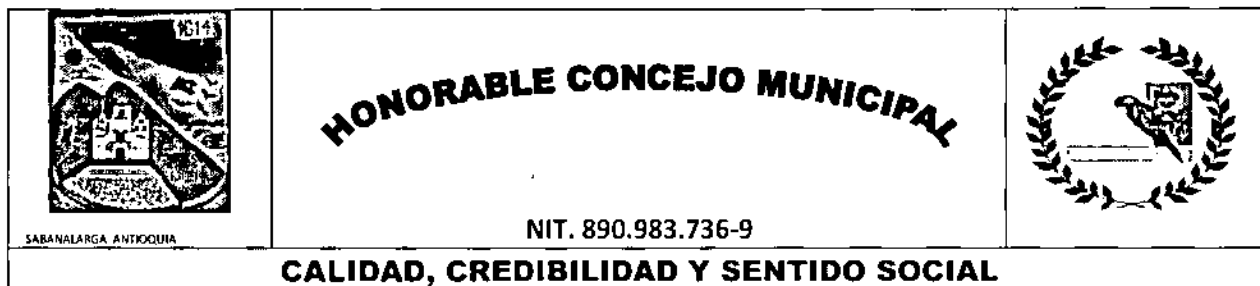 1614
HONORABLE CONCEJO MUNICIPAL
NIT. 890.983.736-9
SABANALARGA ANTIOQUIA
CALIDAD, CREDIBILIDAD Y SENTIDO SOCIAL